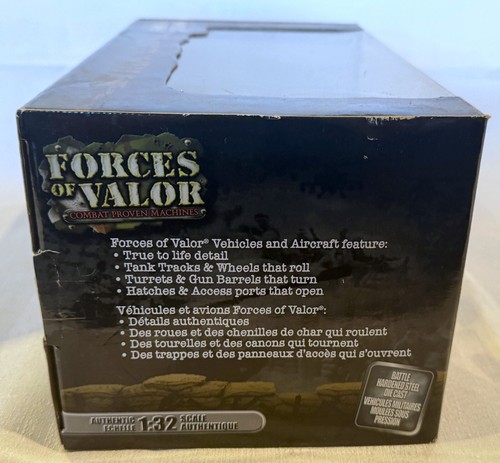 FORCES
OF VALOR
COMBAT PROVEN MACHINES
Forces of Valor® Vehicles and Aircraft feature:
• True to life detail
• Tank Tracks & Wheels that roll
• Turrets & Gun Barrels that turn
• Hatches & Access ports that open
Véhicules et avions Forces of Valor®:
• Détails authentiques
• Des roues et des chenilles de char qui roulent
• Des tourelles et des canons qui tournent
• Des trappes et des panneaux d'accès qui s'ouvrent
BATTLE
HARDENED STEEL
DIE CAST
VÉHICULES MILITAIRES
MOULÉES SOUS
PRESSION
AUTHENTIC 1:32 SCALE
ÉCHELLE AUTHENTIQUE